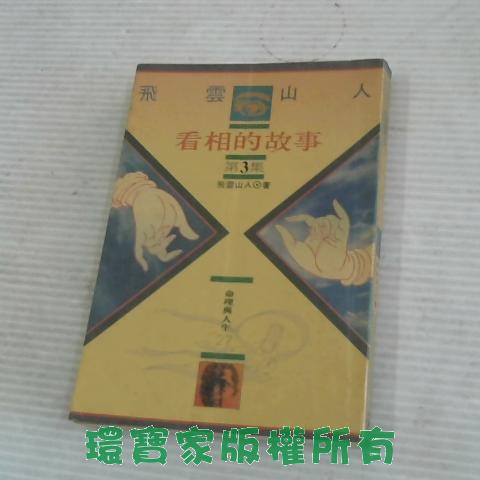 飛雲山人
看相的故事
第3集
飛雲山人◎著
命理與人生
27
環寶家版權所有